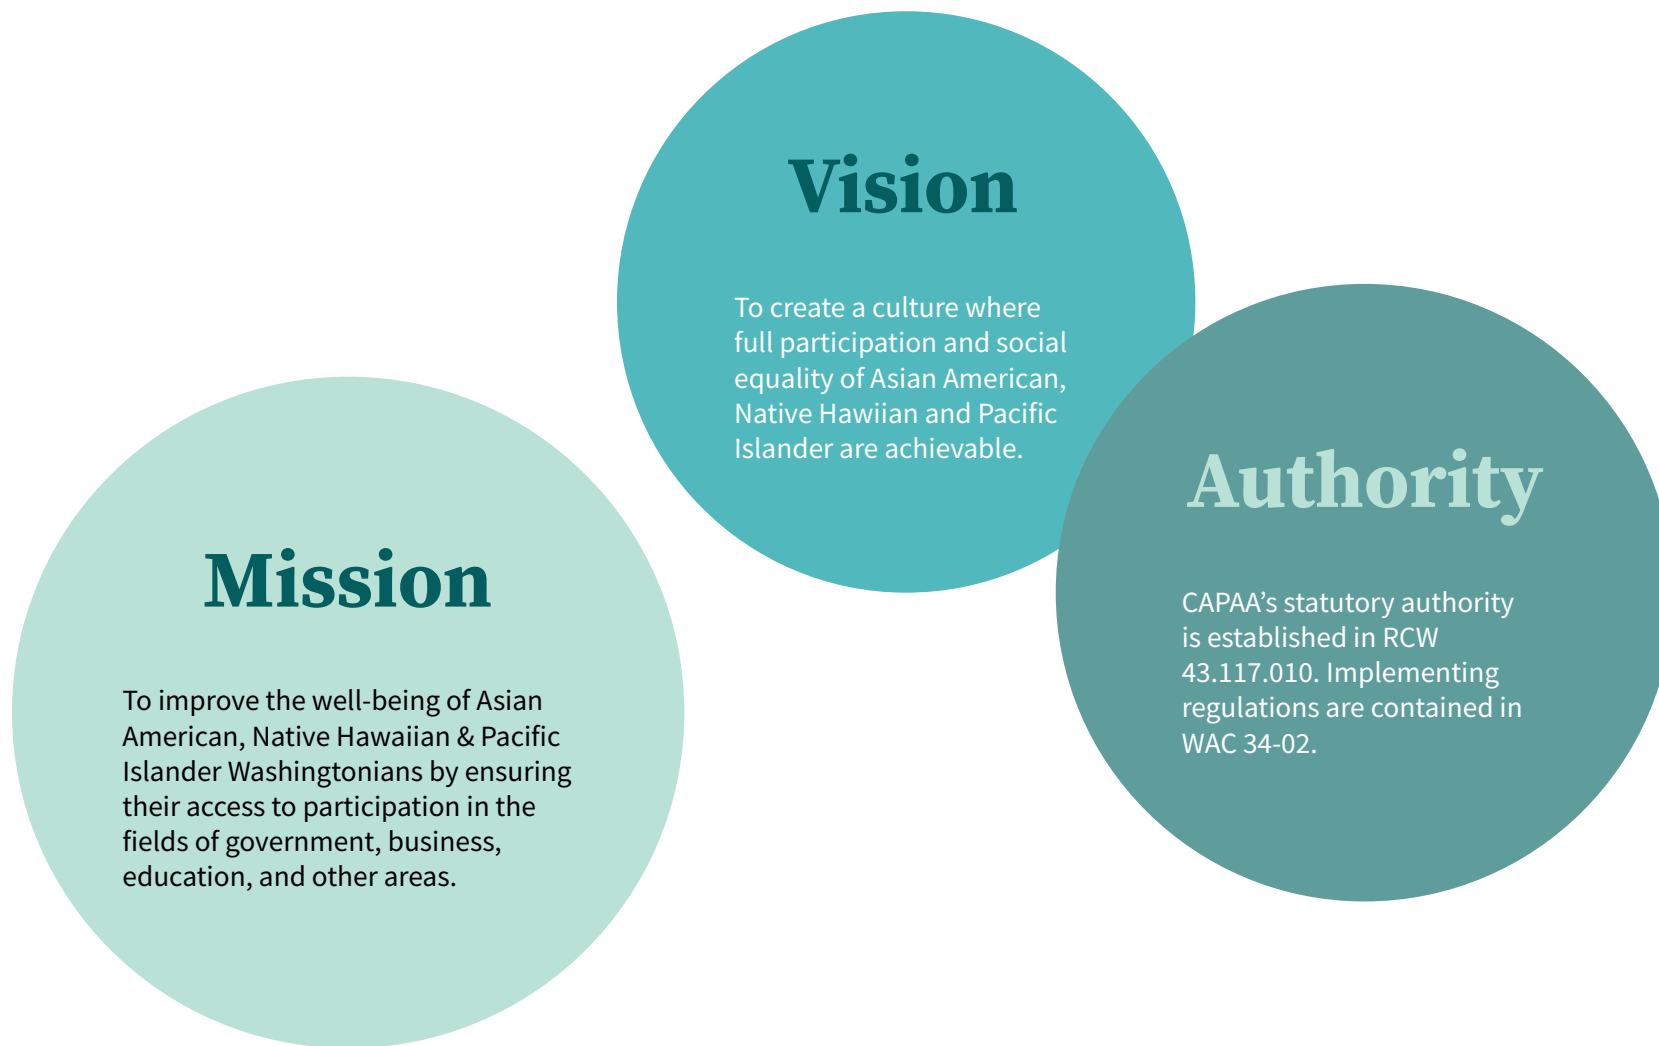 Vision
To create a culture where
full participation and social
equality of Asian American,
Native Hawiian and Pacific
Islander are achievable.
Authority
CAPAA’s statutory authority
is established in RCW
43.117.010. Implementing
regulations are contained in
WAC 34-02.
Mission
To improve the well-being of Asian
American, Native Hawaiian & Pacific
Islander Washingtonians by ensuring
their access to participation in the
fields of government, business,
education, and other areas.